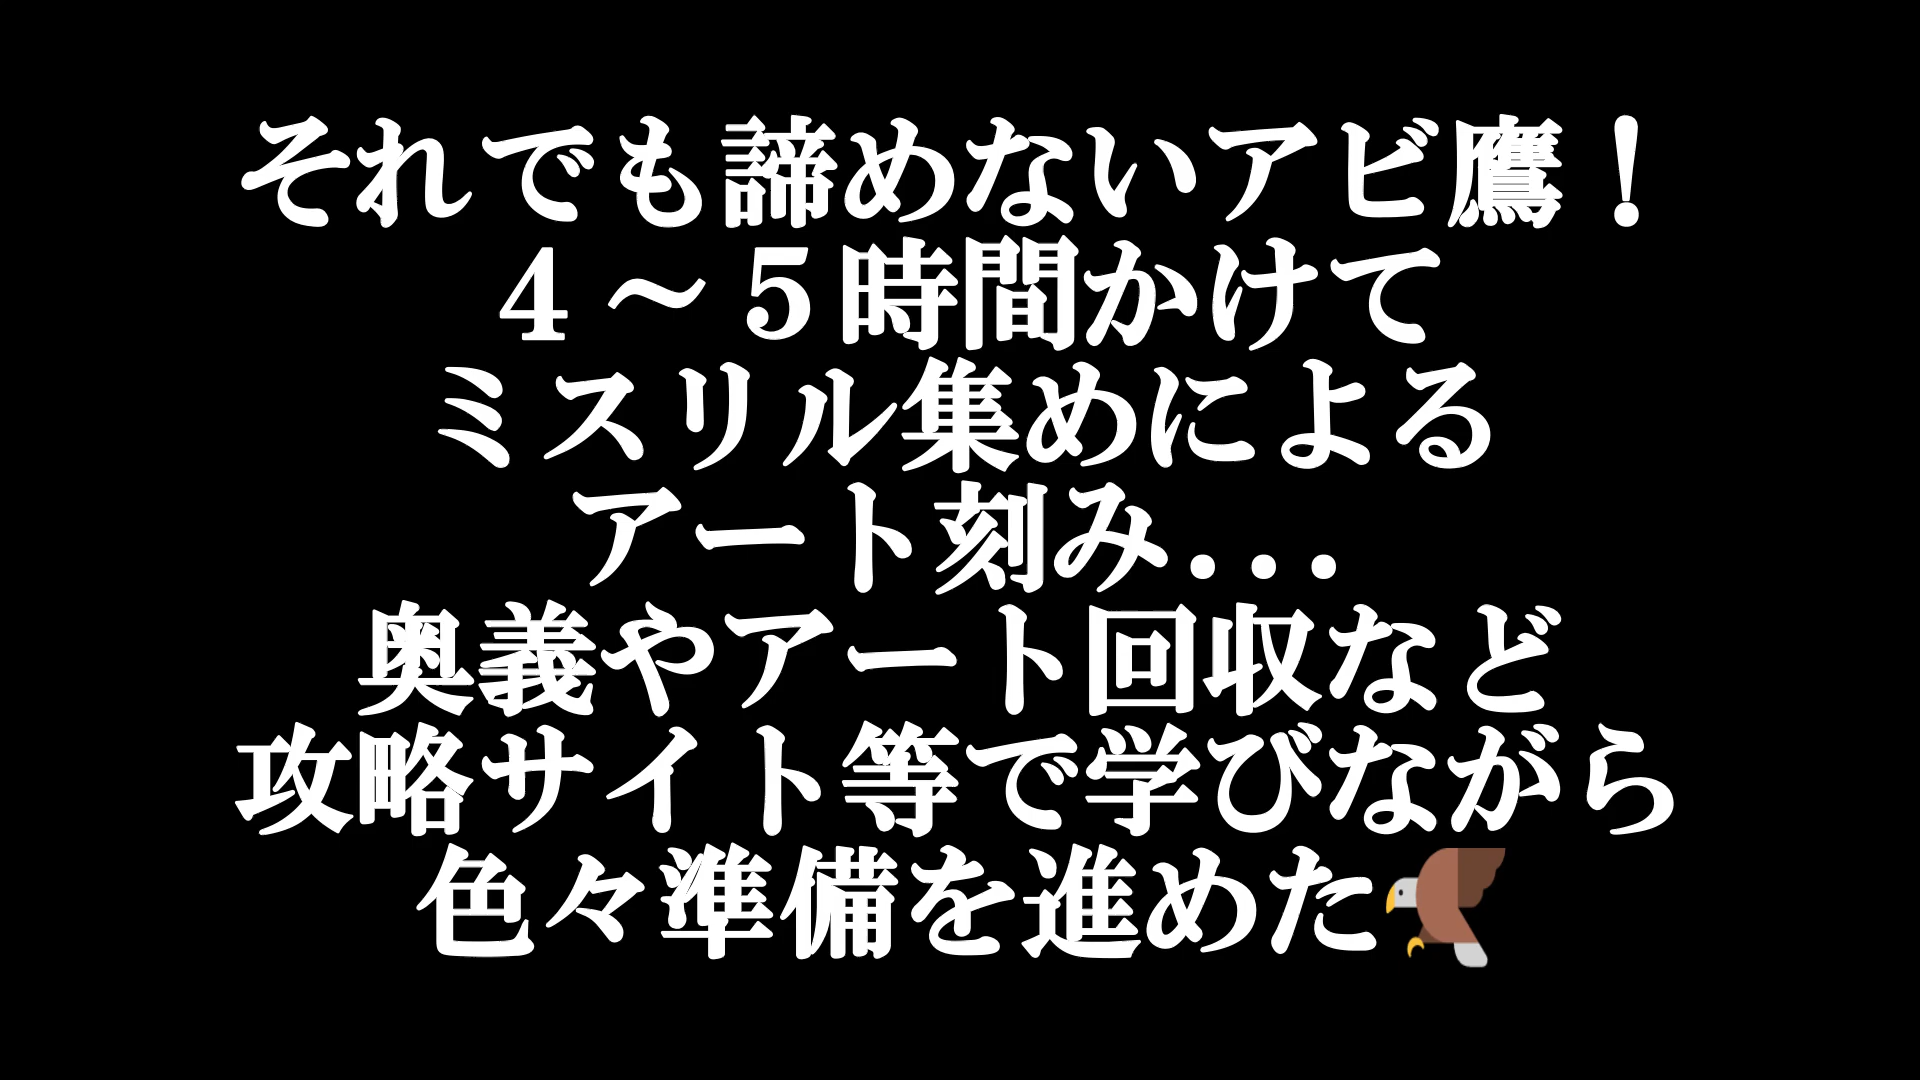 それでも諦めないアビ鷹！
４～５時間かけて
ミスリル集めによる
アート刻み...
奥義やアート回収など
攻略サイト等で学びながら
色々準備を進めた🦅